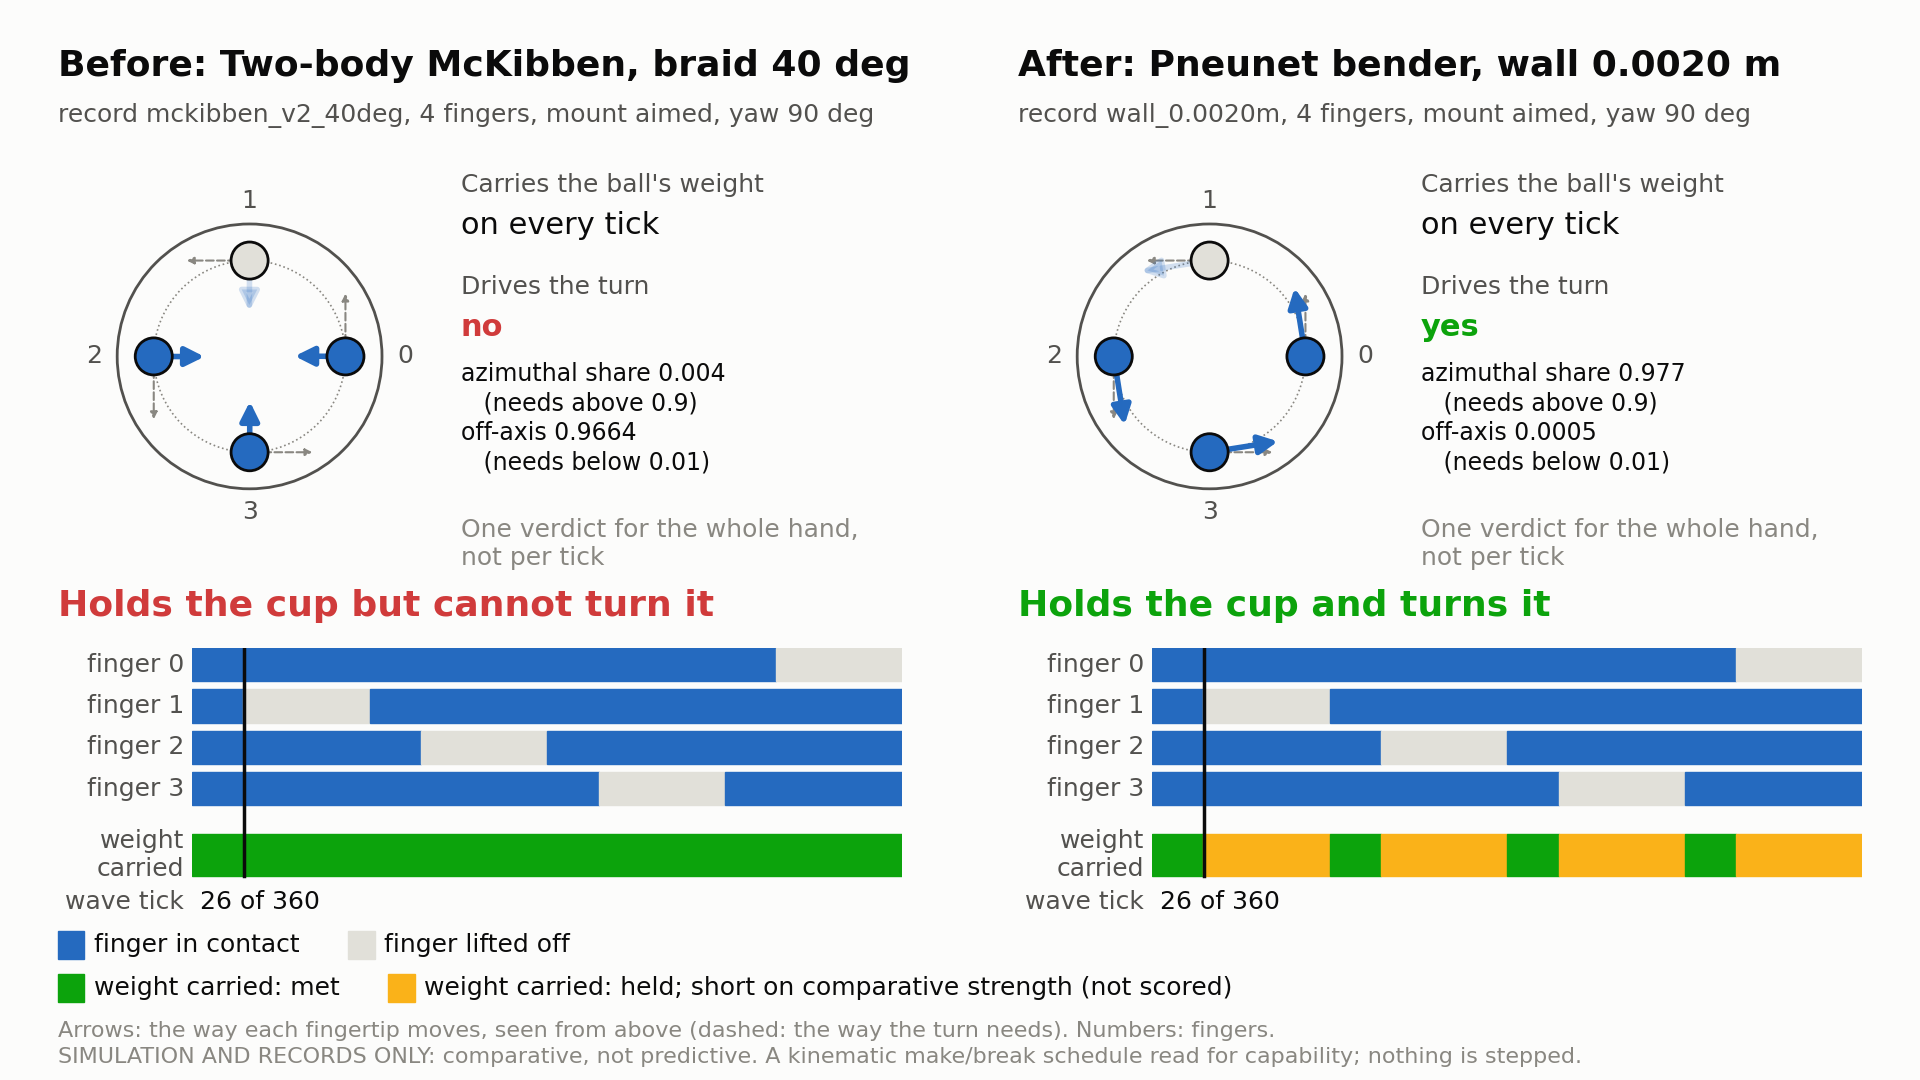 Before: Two-body McKibben, braid 40 deg
record mckibben_v2_40deg, 4 fingers, mount aimed, yaw 90 deg
1
2
0
3
Carries the ball's weight
on every tick
Drives the turn
no
azimuthal share 0.004
(needs above 0.9)
off-axis 0.9664
(needs below 0.01)
One verdict for the whole hand,
not per tick
Holds the cup but cannot turn it
finger 0
finger 1
finger 2
finger 3
weight
carried
wave tick 26 of 360
After: Pneunet bender, wall 0.0020 m
record wall_0.0020m, 4 fingers, mount aimed, yaw 90 deg
1
2
0
3
Carries the ball's weight
on every tick
Drives the turn
yes
azimuthal share 0.977
(needs above 0.9)
off-axis 0.0005
(needs below 0.01)
One verdict for the whole hand,
not per tick
Holds the cup and turns it
finger 0
finger 1
finger 2
finger 3
weight
carried
wave tick 26 of 360
finger in contact finger lifted off
weight carried: met weight carried: held; short on comparative strength (not scored)
Arrows: the way each fingertip moves, seen from above (dashed: the way the turn needs). Numbers: fingers.
SIMULATION AND RECORDS ONLY: comparative, not predictive. A kinematic make/break schedule read for capability; nothing is stepped.